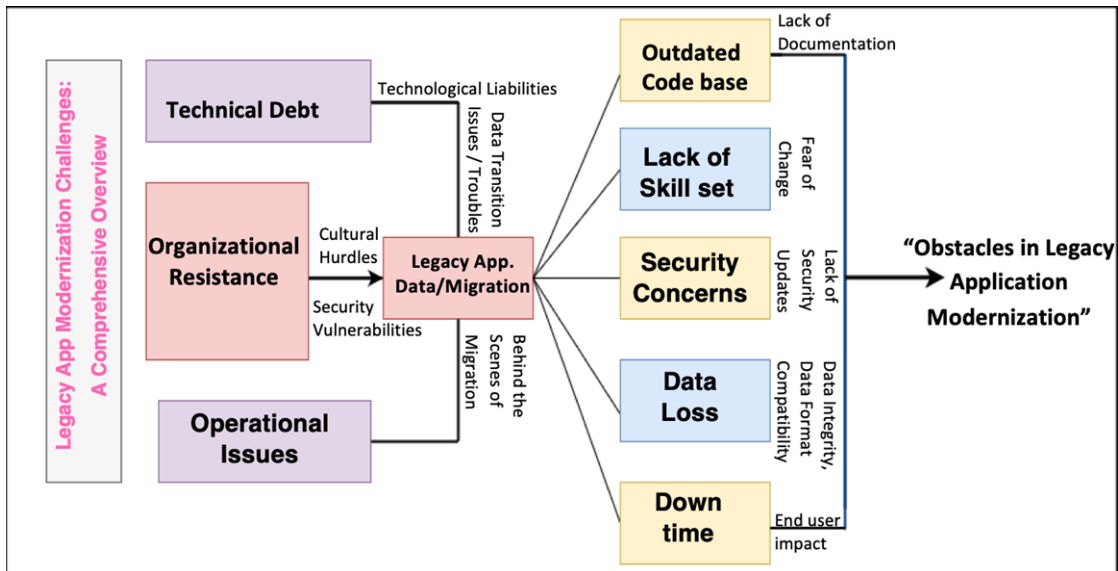 Legacy App Modernization Challenges:
A Comprehensive Overview
Technical Debt
Technological Liabilities
Data Transition
Issues / Troubles
Organizational
Resistance
Cultural
Hurdles
Security
Vulnerabilities
Legacy App.
Data/Migration
Operational
Issues
Behind the
Scenes of
Migration
Outdated
Code base
Lack of
Documentation
Lack of
Skill set
Fear of
Change
Security
Concerns
Lack of
Security
Updates
Data
Loss
Data Integrity,
Data Format
Compatibility
Down
time
End user
impact
“Obstacles in Legacy
Application
Modernization”